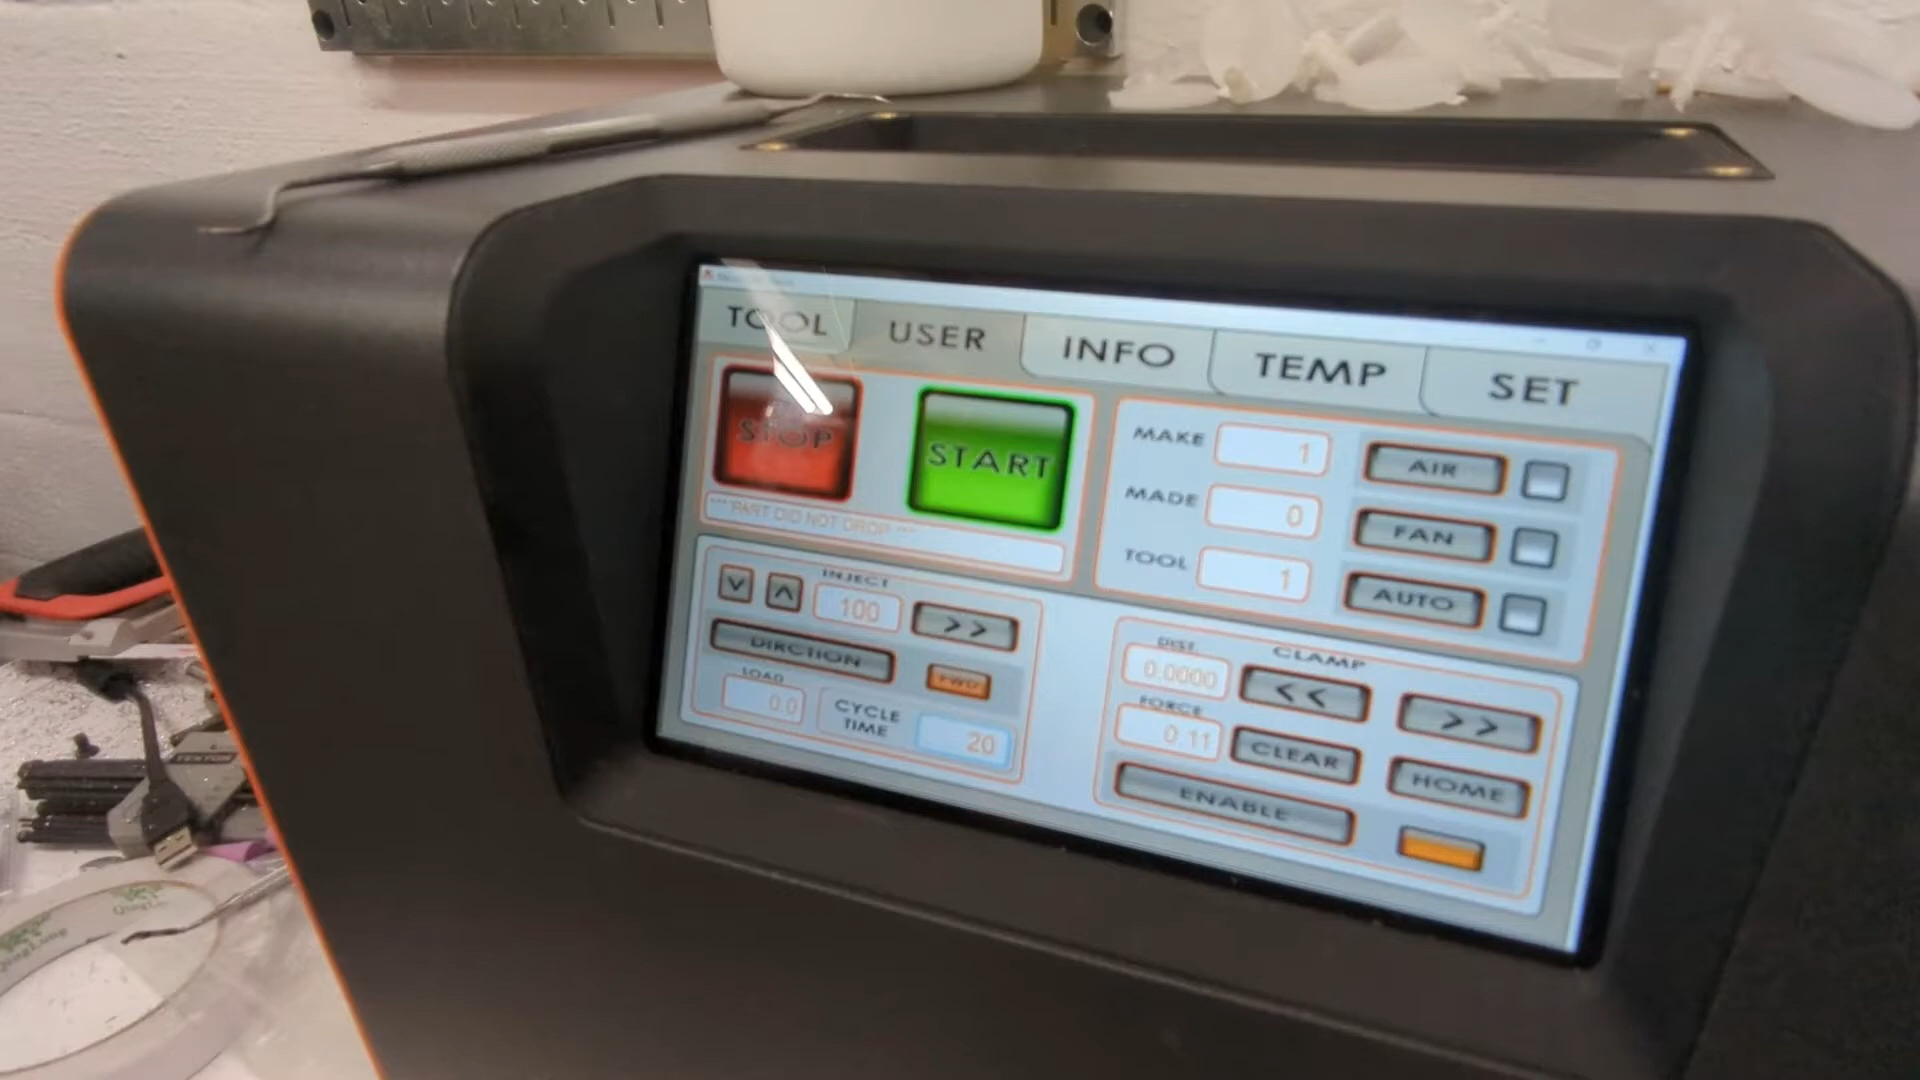 TOOL USER INFO TEMP SET
STOP START
*** PART DID NOT DROP ***
MAKE 1 AIR
MADE 0 FAN
TOOL 1 AUTO
INJECT
V Λ 100 >>
DIRCTION FWD
LOAD
0.0
CYCLE
TIME
20
CLAMP
DIST.
0.0000 << >>
FORCE
0.11 CLEAR HOME
ENABLE
TEKTON